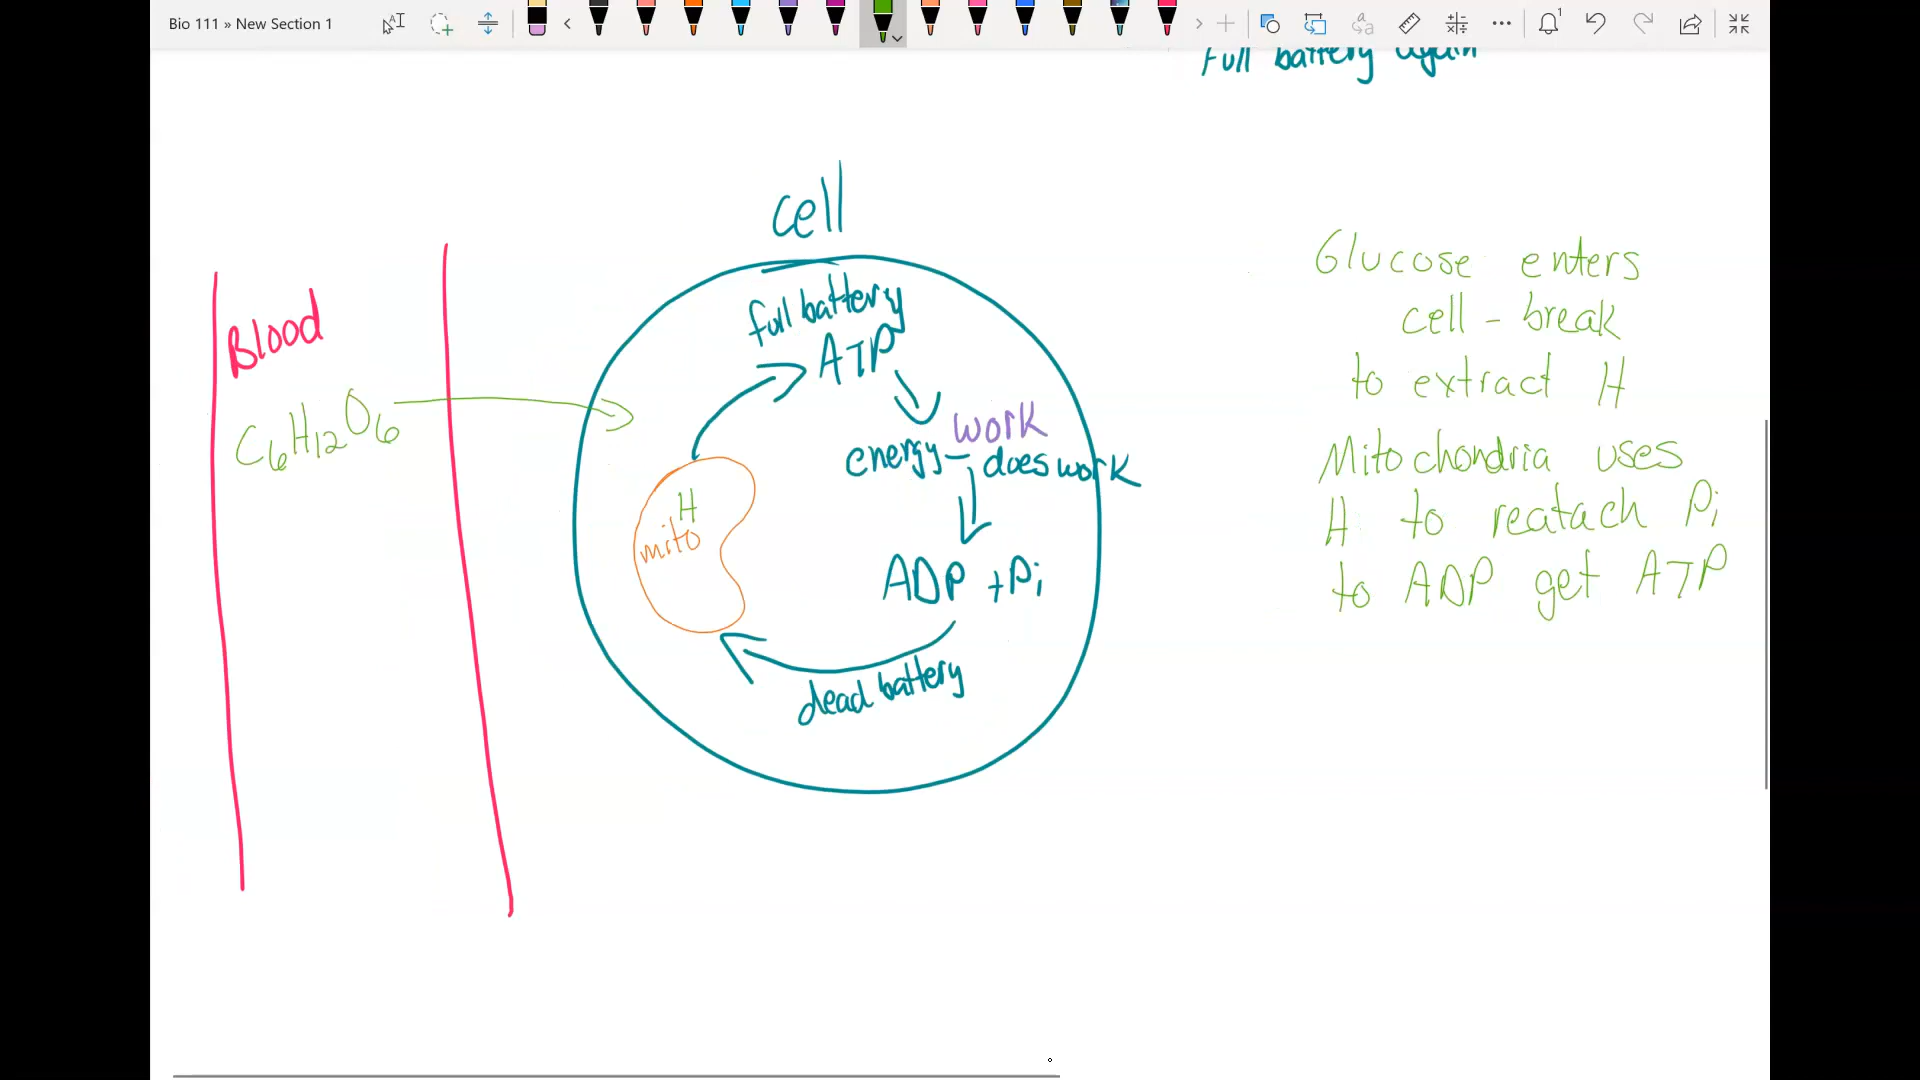 Bio 111 » New Section 1
Full battery again
cell
full battery
ATP
Blood
C6H12O6
work
energy – does work
H
mito
ADP + Pi
dead battery
Glucose enters
cell - break
to extract H
Mitochondria uses
H to reatach Pi
to ADP get ATP